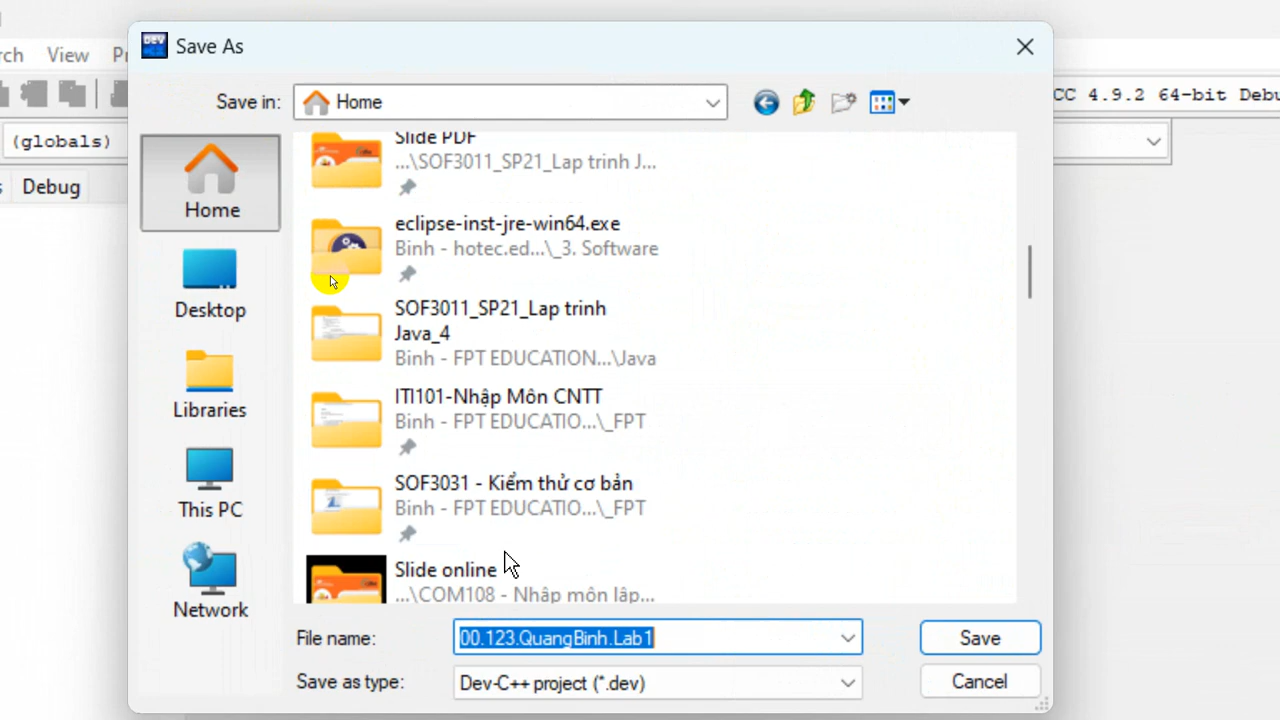 DEV
Save As
rch View Pr
Save in:
Home
CC 4.9.2 64-bit Debu
(globals)
Debug
Home
Desktop
Libraries
This PC
Network
Slide PDF
...\SOF3011_SP21_Lap trinh J...
eclipse-inst-jre-win64.exe
Binh - hotec.ed...\_3. Software
SOF3011_SP21_Lap trinh
Java_4
Binh - FPT EDUCATION...\Java
ITI101-Nhập Môn CNTT
Binh - FPT EDUCATIO...\_FPT
SOF3031 - Kiểm thử cơ bản
Binh - FPT EDUCATIO...\_FPT
Slide online
...\COM108 - Nhập môn lập...
File name:
00.123.QuangBinh.Lab1
Save
Save as type:
Dev-C++ project (*.dev)
Cancel